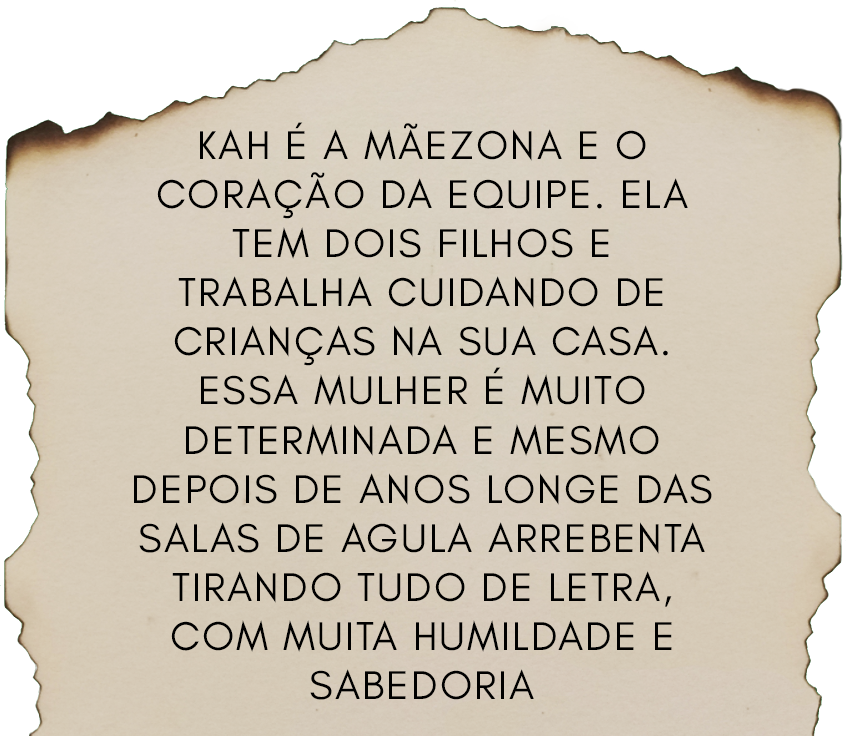 KAH É A MÃEZONA E O
CORAÇÃO DA EQUIPE. ELA
TEM DOIS FILHOS E
TRABALHA CUIDANDO DE
CRIANÇAS NA SUA CASA.
ESSA MULHER É MUITO
DETERMINADA E MESMO
DEPOIS DE ANOS LONGE DAS
SALAS DE AGULA ARREBENTA
TIRANDO TUDO DE LETRA,
COM MUITA HUMILDADE E
SABEDORIA